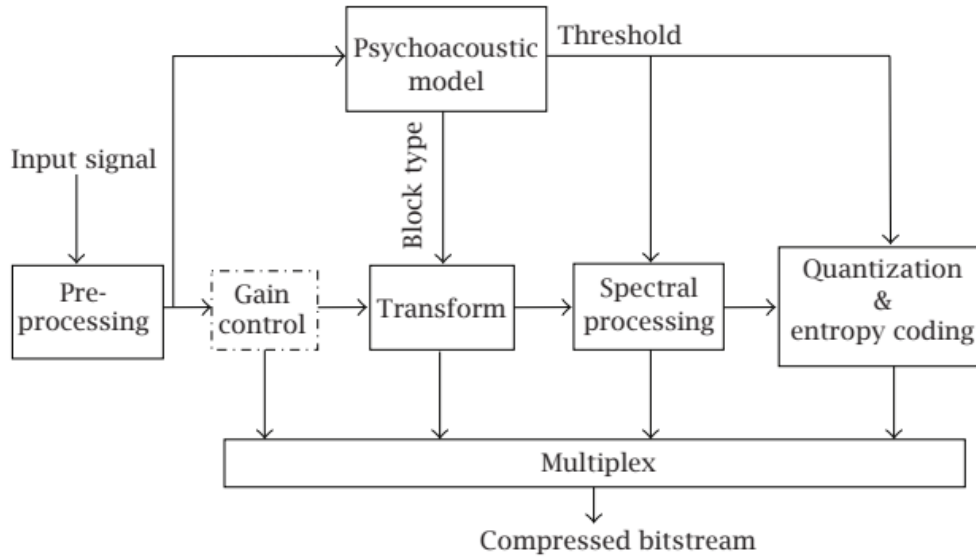 Psychoacoustic
model
Threshold
Input signal
Block type
Pre-
processing
Gain
control
Transform
Spectral
processing
Quantization
&
entropy coding
Multiplex
Compressed bitstream